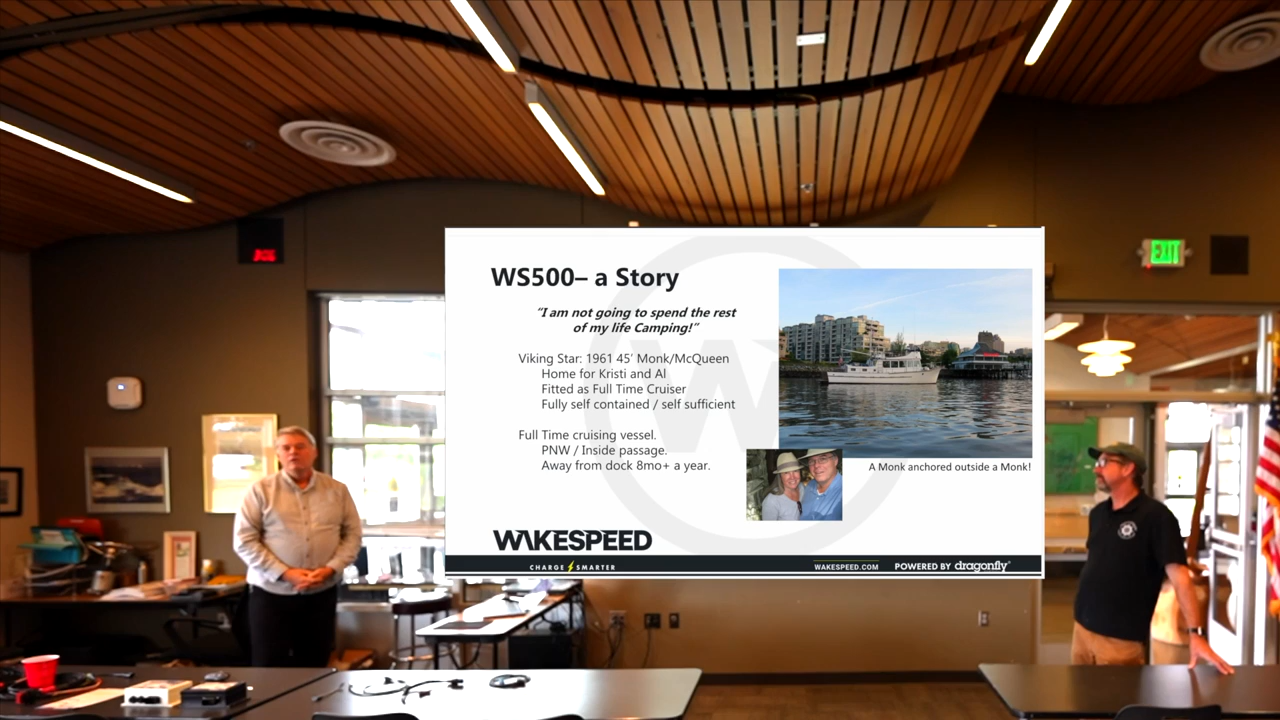 WS500– a Story
“I am not going to spend the rest
of my life Camping!”
Viking Star: 1961 45’ Monk/McQueen
Home for Kristi and Al
Fitted as Full Time Cruiser
Fully self contained / self sufficient
Full Time cruising vessel.
PNW / Inside passage.
Away from dock 8mo+ a year.
A Monk anchored outside a Monk!
WAKESPEED
CHARGE SMARTER
WAKESPEED.COM
POWERED BY dragonfly
EXIT